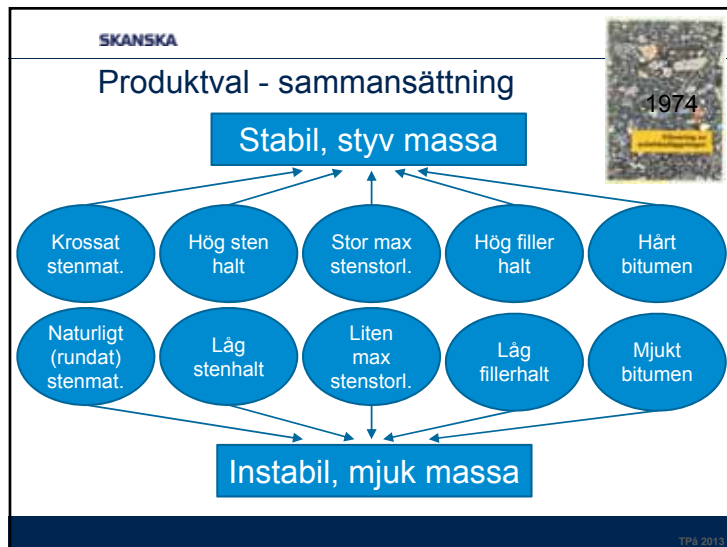 SKANSKA
Produktval - sammansättning
1974
Stabil, styv massa
Krossat
stenmat.
Hög sten
halt
Stor max
stenstorl.
Hög filler
halt
Hårt
bitumen
Naturligt
(rundat)
stenmat.
Låg
stenhalt
Liten
max
stenstorl.
Låg
fillerhalt
Mjukt
bitumen
Instabil, mjuk massa
TPå 2013